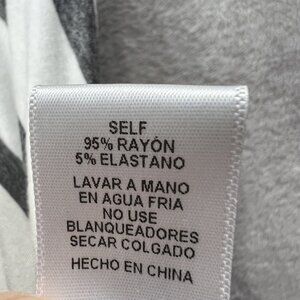 SELF
95% RAYÓN
5% ELASTANO
LAVAR A MANO
EN AGUA FRIA
NO USE
BLANQUEADORES
SECAR COLGADO
HECHO EN CHINA